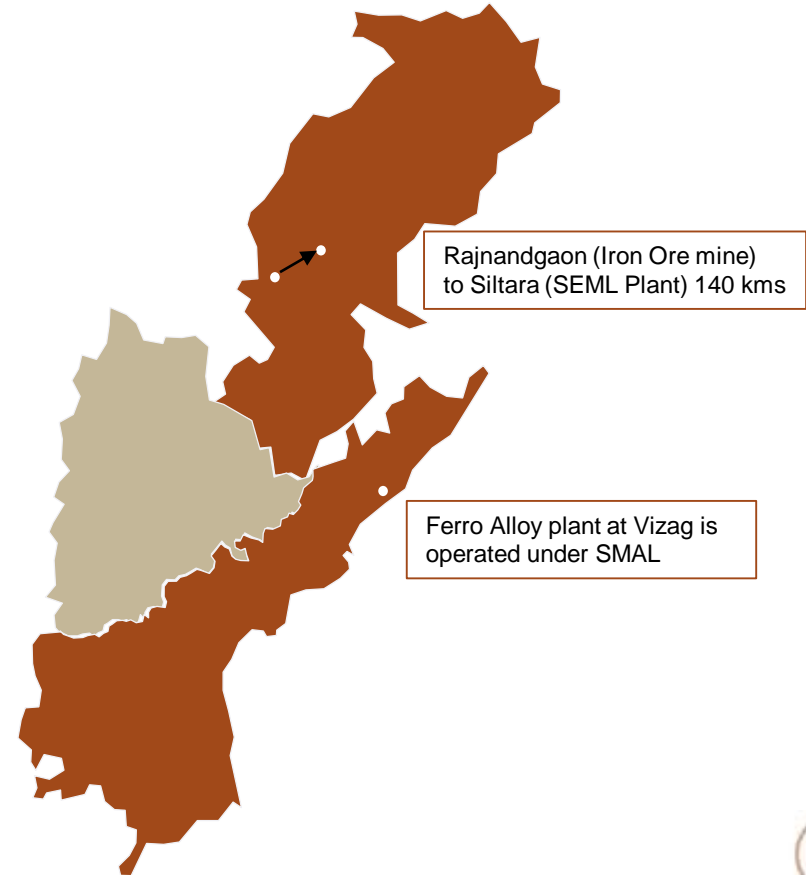 Rajnandgaon (Iron Ore mine)
to Siltara (SEML Plant) 140 kms
Ferro Alloy plant at Vizag is
operated under SMAL